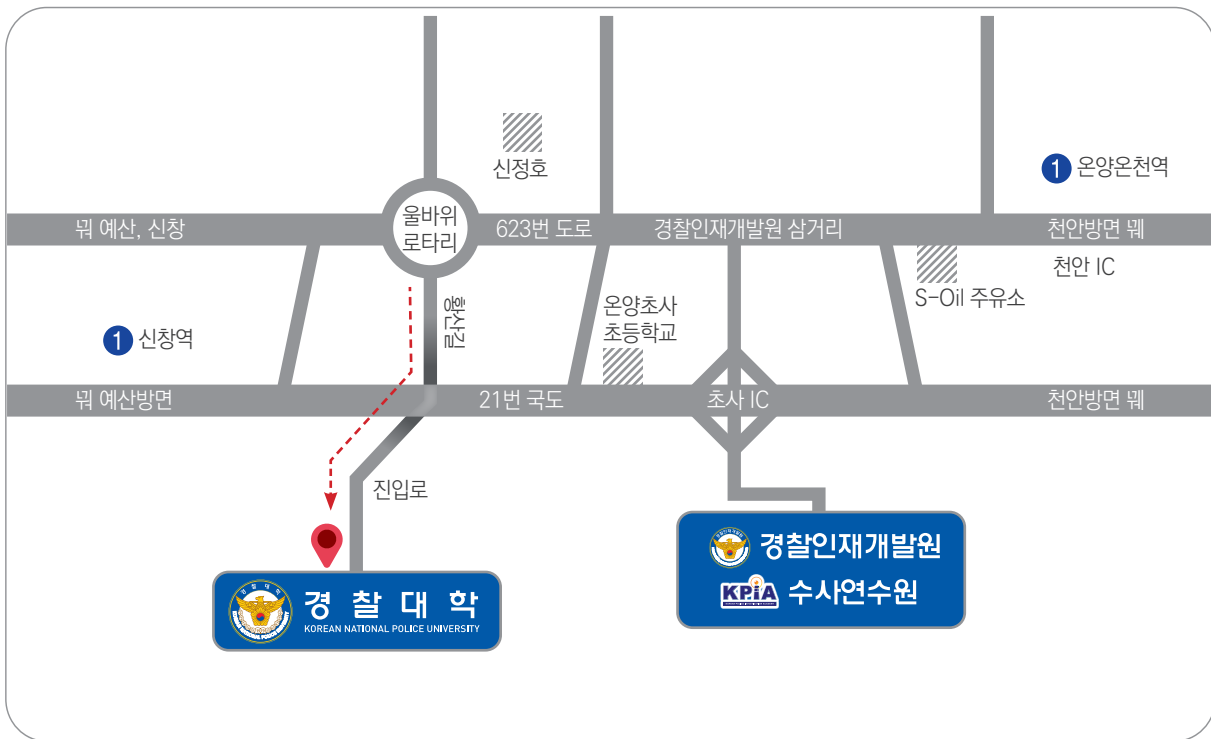 신정호
1 온양온천역
울바위
로타리
뭐 예산, 신창
623번 도로
경찰인재개발원 삼거리
천안방면 뭬
천안 IC
S-Oil 주유소
황산길
온양초사
초등학교
1 신창역
뭐 예산방면
21번 국도
초사 IC
천안방면 뭬
진입로
경찰인재개발원
KPiA 수사연수원
경찰대학
KOREAN NATIONAL POLICE UNIVERSITY